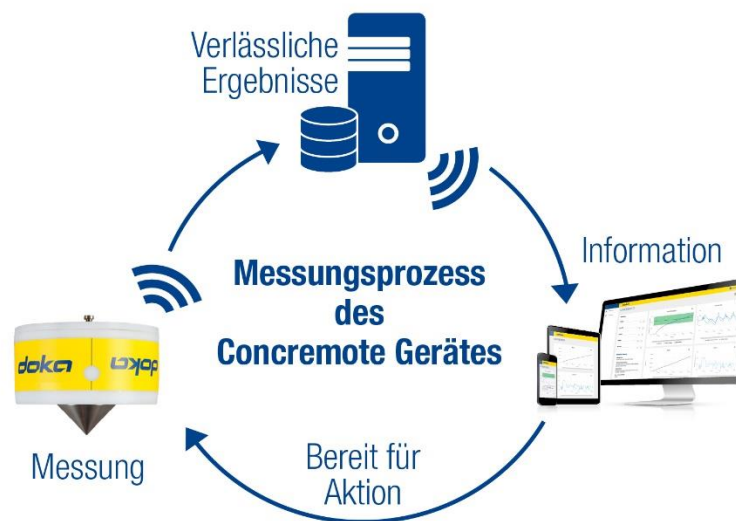 Verlässliche
Ergebnisse
Information
Messungsprozess
des
Concremote Gerätes
doka
doka
Messung
Bereit für
Aktion